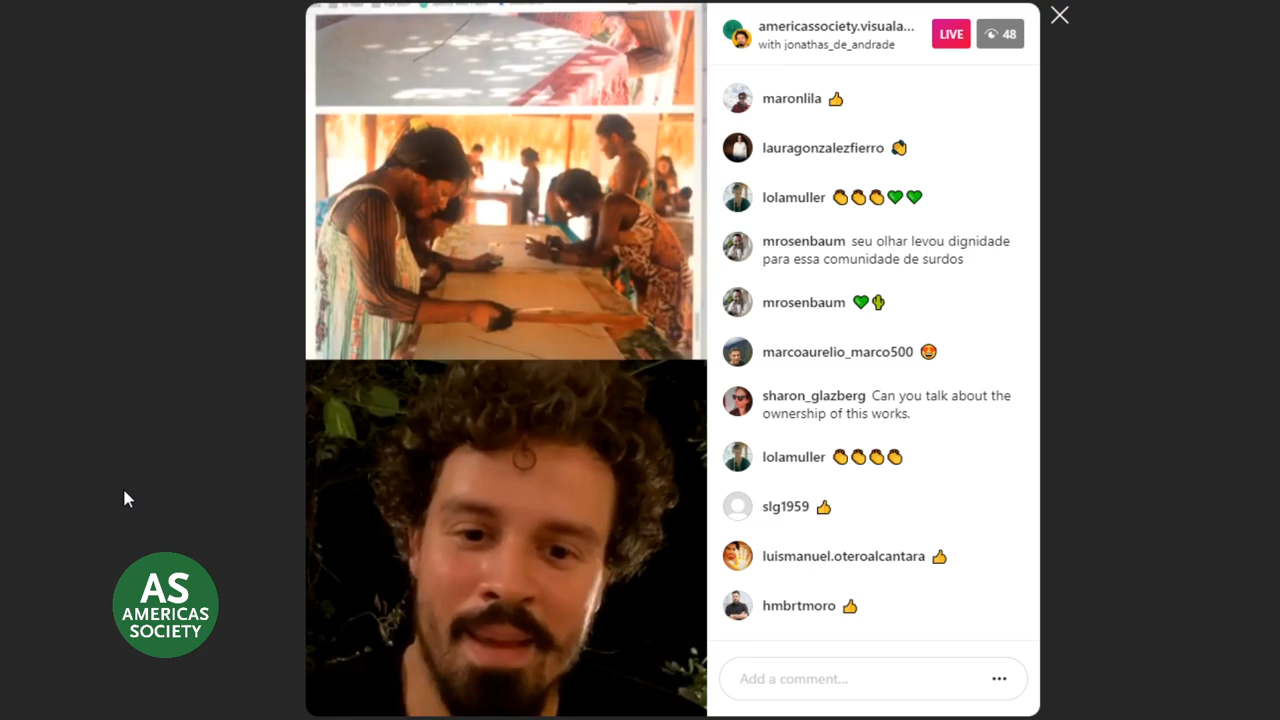 americassociety.visuala...
with jonathas_de_andrade
LIVE
48
maronlila 👍
lauragonzalezfierro 👏
lolamuller 👏👏👏💚💚
mrosenbaum seu olhar levou dignidade
para essa comunidade de surdos
mrosenbaum 💚🌵
marcoaurelio_marco500 😍
sharon_glazberg Can you talk about the
ownership of this works.
lolamuller 👏👏👏👏
slg1959 👍
luismanuel.oteroalcantara 👍
hmbrtmoro 👍
Add a comment...
AS
AMERICAS
SOCIETY